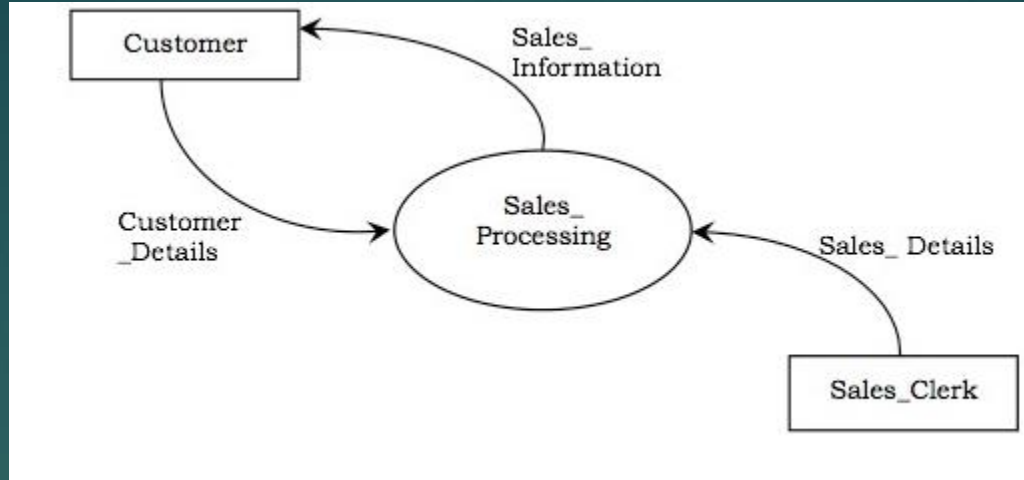 Customer
Sales_
Information
Customer
_Details
Sales_
Processing
Sales_ Details
Sales_Clerk